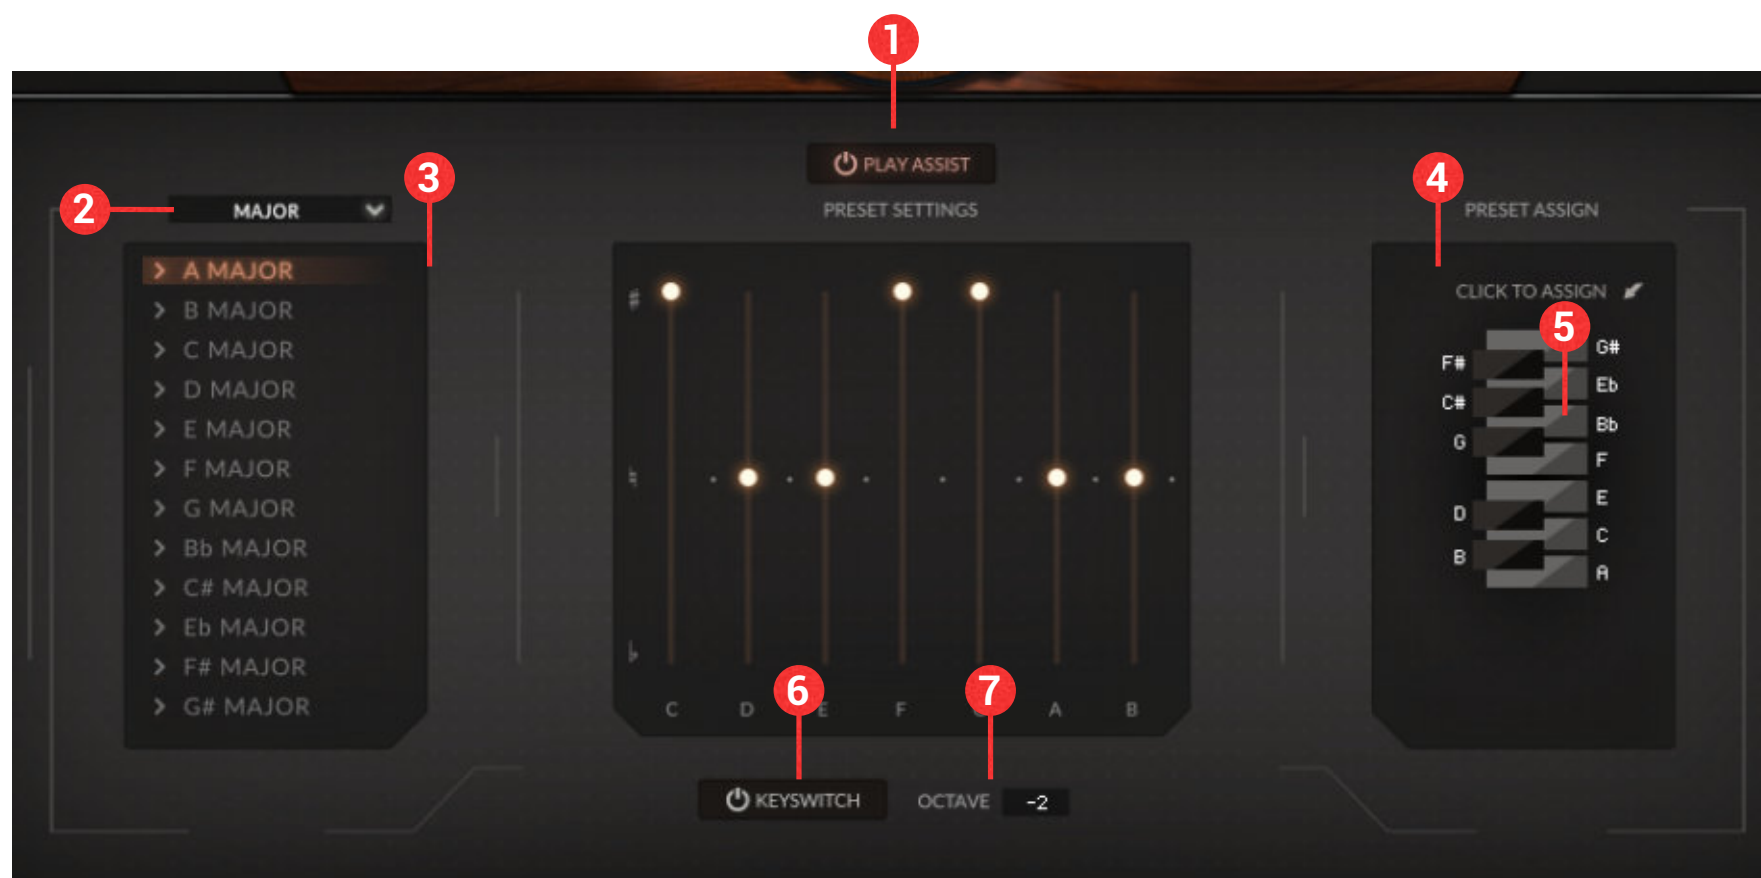 1
PLAY ASSIST
2
MAJOR
3
PRESET SETTINGS
4
PRESET ASSIGN
A MAJOR
B MAJOR
C MAJOR
D MAJOR
E MAJOR
F MAJOR
G MAJOR
Bb MAJOR
C# MAJOR
Eb MAJOR
F# MAJOR
G# MAJOR
♯
♮
♭
C D E F A B
CLICK TO ASSIGN
5
G#
F#
Eb
C#
Bb
G
F
E
D
C
B
A
6
7
KEYSWITCH
OCTAVE -2